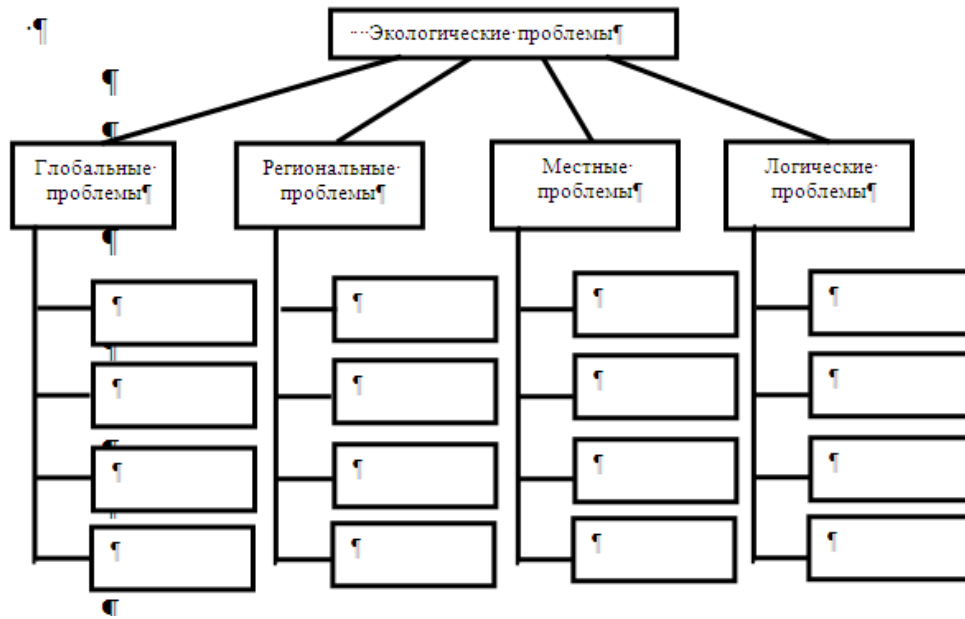 Экологические проблемы
Глобальные
проблемы
Региональные
проблемы
Местные
проблемы
Логические
проблемы